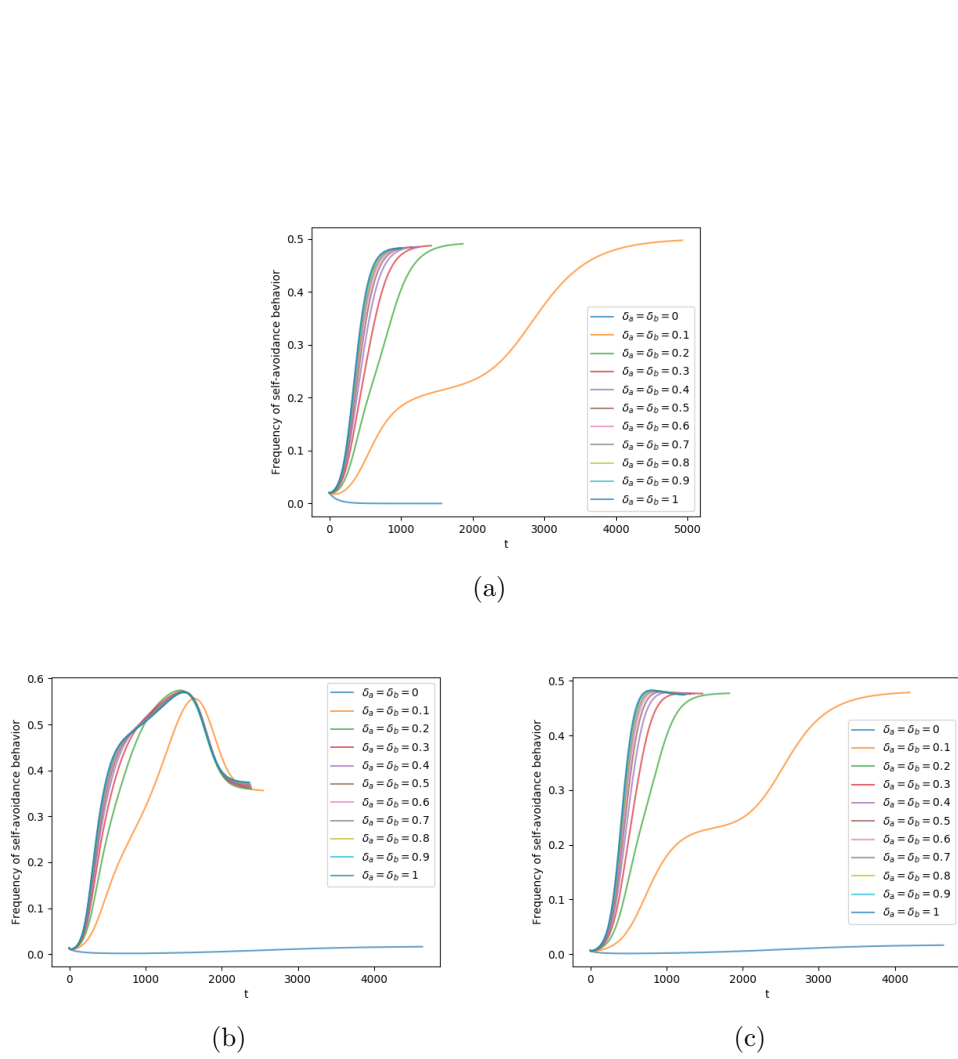 Frequency of self-avoidance behavior
0.5
0.4
0.3
0.2
0.1
0.0
δa = δb = 0
δa = δb = 0.1
δa = δb = 0.2
δa = δb = 0.3
δa = δb = 0.4
δa = δb = 0.5
δa = δb = 0.6
δa = δb = 0.7
δa = δb = 0.8
δa = δb = 0.9
δa = δb = 1
0 1000 2000 3000 4000 5000
t
(a)
Frequency of self-avoidance behavior
0.6
0.5
0.4
0.3
0.2
0.1
0.0
δa = δb = 0
δa = δb = 0.1
δa = δb = 0.2
δa = δb = 0.3
δa = δb = 0.4
δa = δb = 0.5
δa = δb = 0.6
δa = δb = 0.7
δa = δb = 0.8
δa = δb = 0.9
δa = δb = 1
0 1000 2000 3000 4000
t
(b)
Frequency of self-avoidance behavior
0.5
0.4
0.3
0.2
0.1
0.0
δa = δb = 0
δa = δb = 0.1
δa = δb = 0.2
δa = δb = 0.3
δa = δb = 0.4
δa = δb = 0.5
δa = δb = 0.6
δa = δb = 0.7
δa = δb = 0.8
δa = δb = 0.9
δa = δb = 1
0 1000 2000 3000 4000
t
(c)